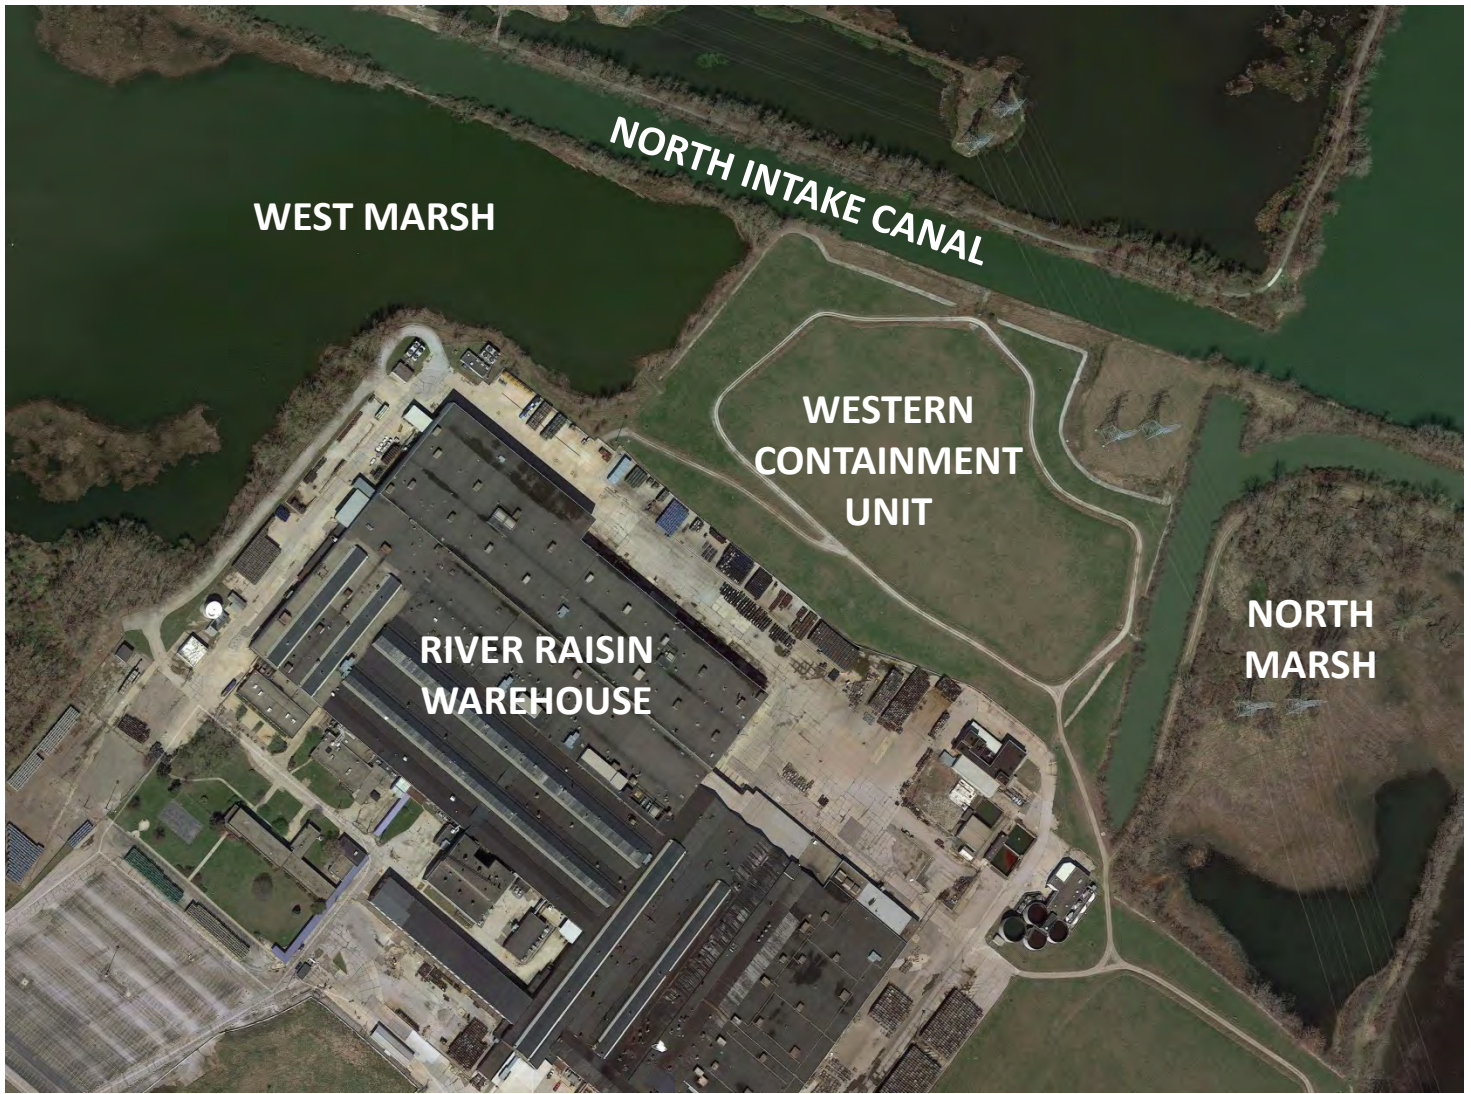 NORTH INTAKE CANAL
WEST MARSH
WESTERN
CONTAINMENT
UNIT
NORTH
MARSH
RIVER RAISIN
WAREHOUSE